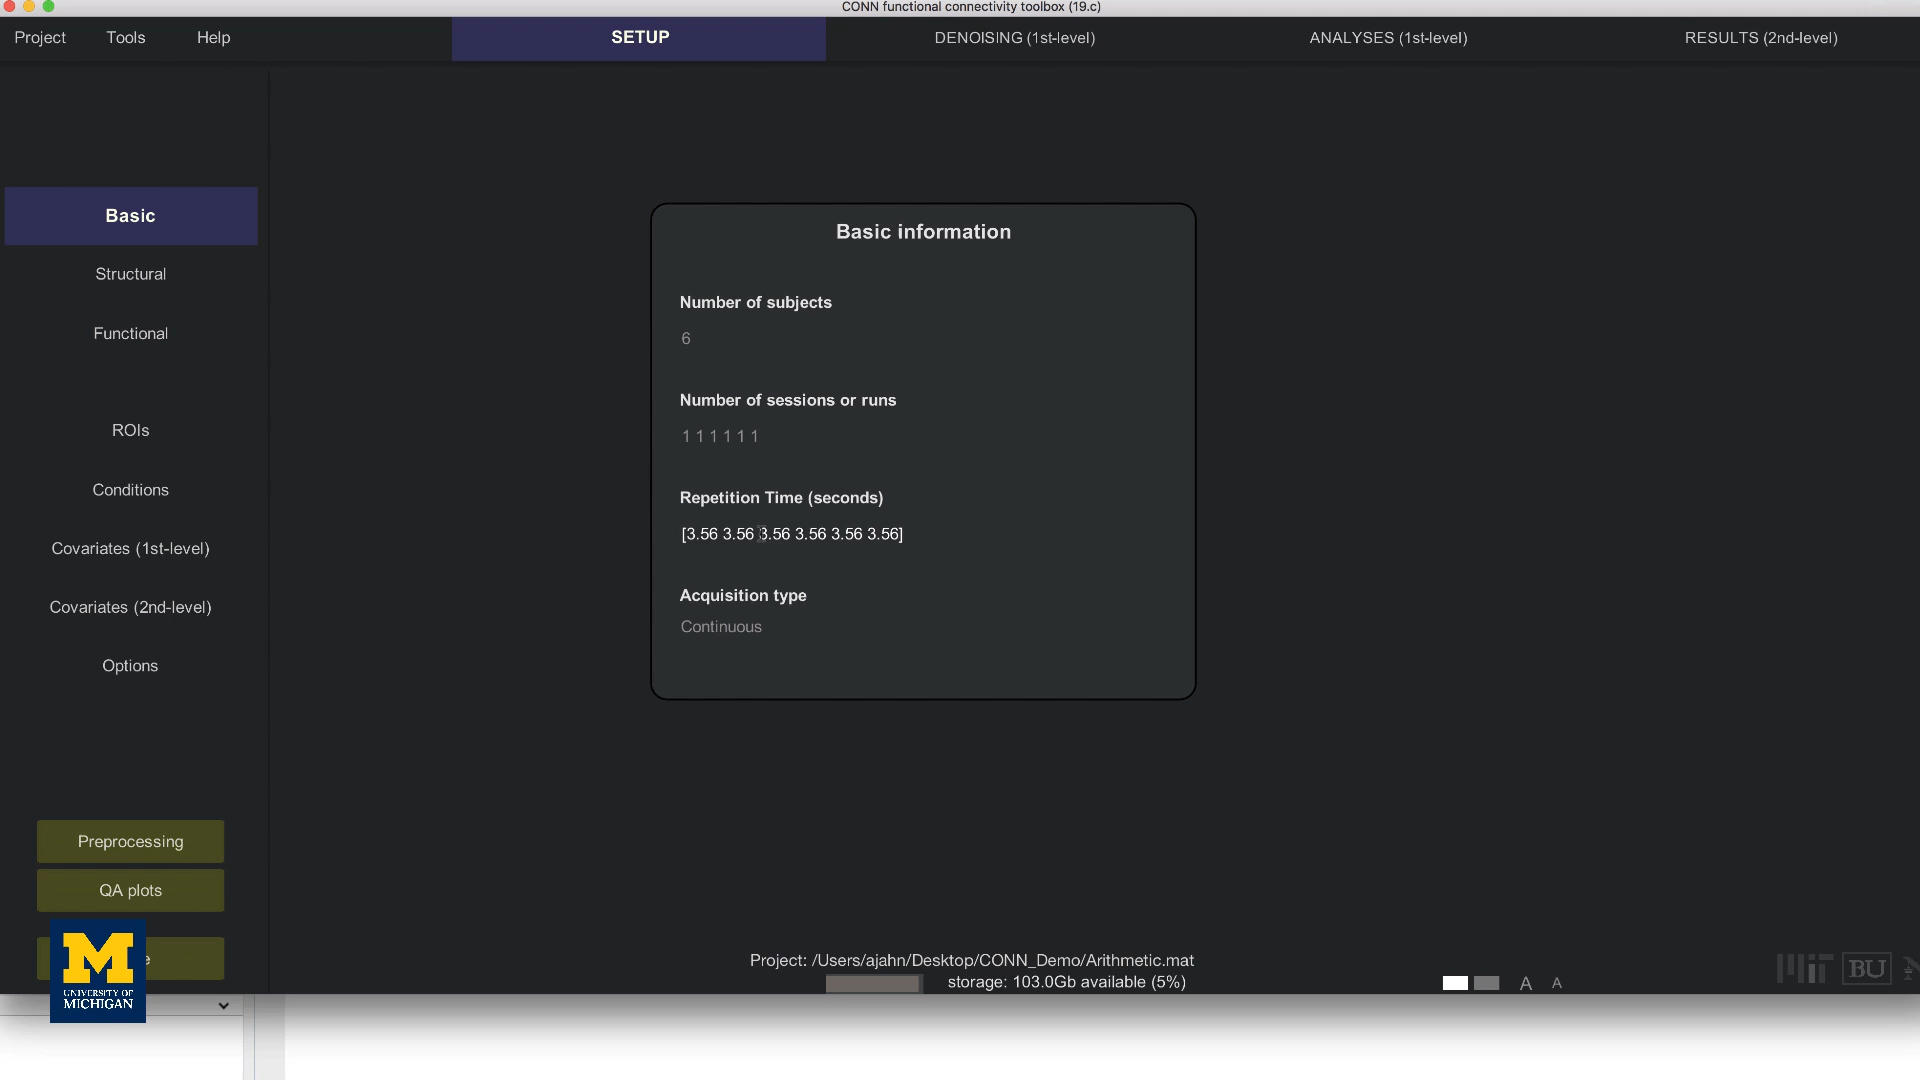 CONN functional connectivity toolbox (19.c)
Project Tools Help SETUP DENOISING (1st-level) ANALYSES (1st-level) RESULTS (2nd-level)
Basic
Structural
Functional
ROIs
Conditions
Covariates (1st-level)
Covariates (2nd-level)
Options
Preprocessing
QA plots
Basic information
Number of subjects
6
Number of sessions or runs
1 1 1 1 1 1
Repetition Time (seconds)
[3.56 3.56 3.56 3.56 3.56 3.56]
Acquisition type
Continuous
M
UNIVERSITY OF
MICHIGAN
Project: /Users/ajahn/Desktop/CONN_Demo/Arithmetic.mat
storage: 103.0Gb available (5%)
A A
MIT BU